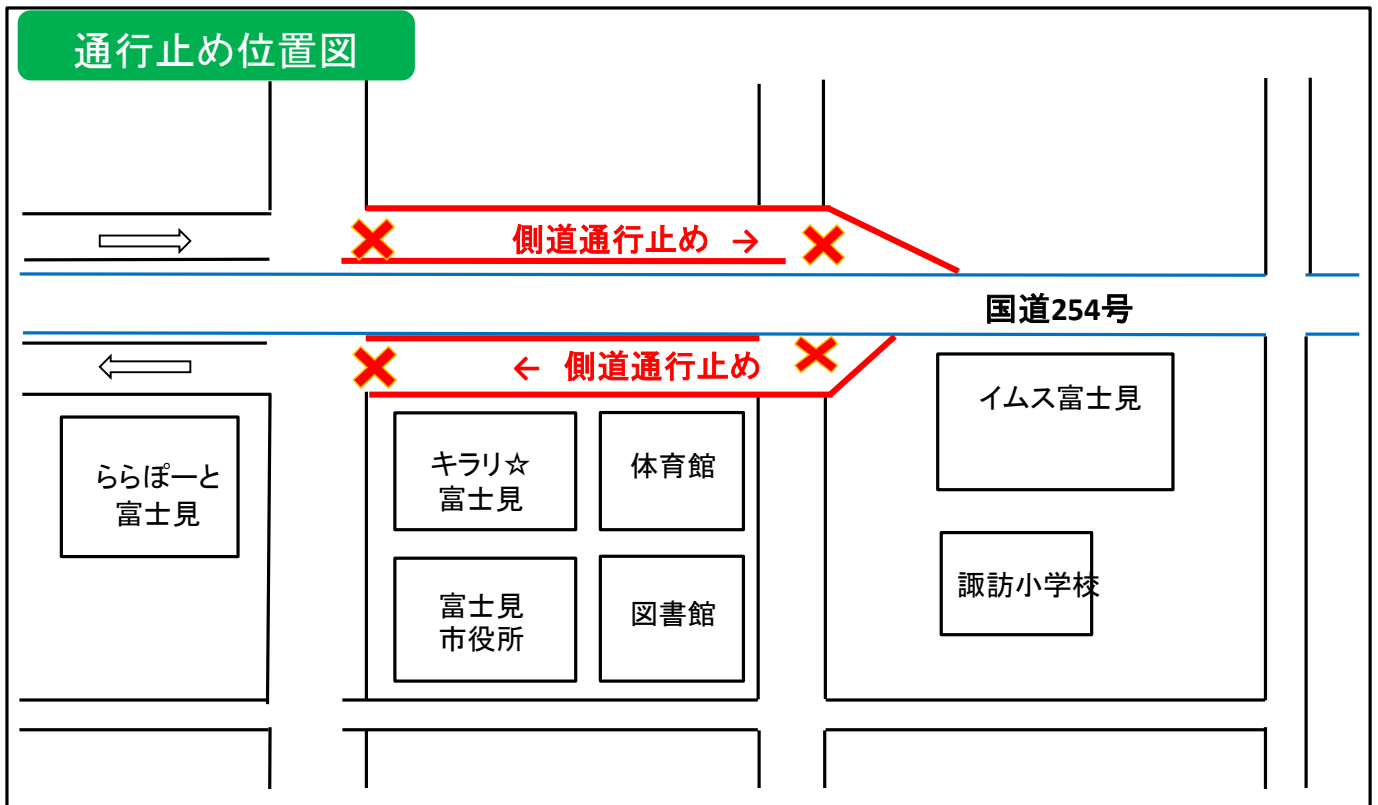 通行止め位置図
側道通行止め →
国道254号
← 側道通行止め
イムス富士見
ららぽーと
富士見
キラリ☆
富士見
体育館
富士見
市役所
図書館
諏訪小学校